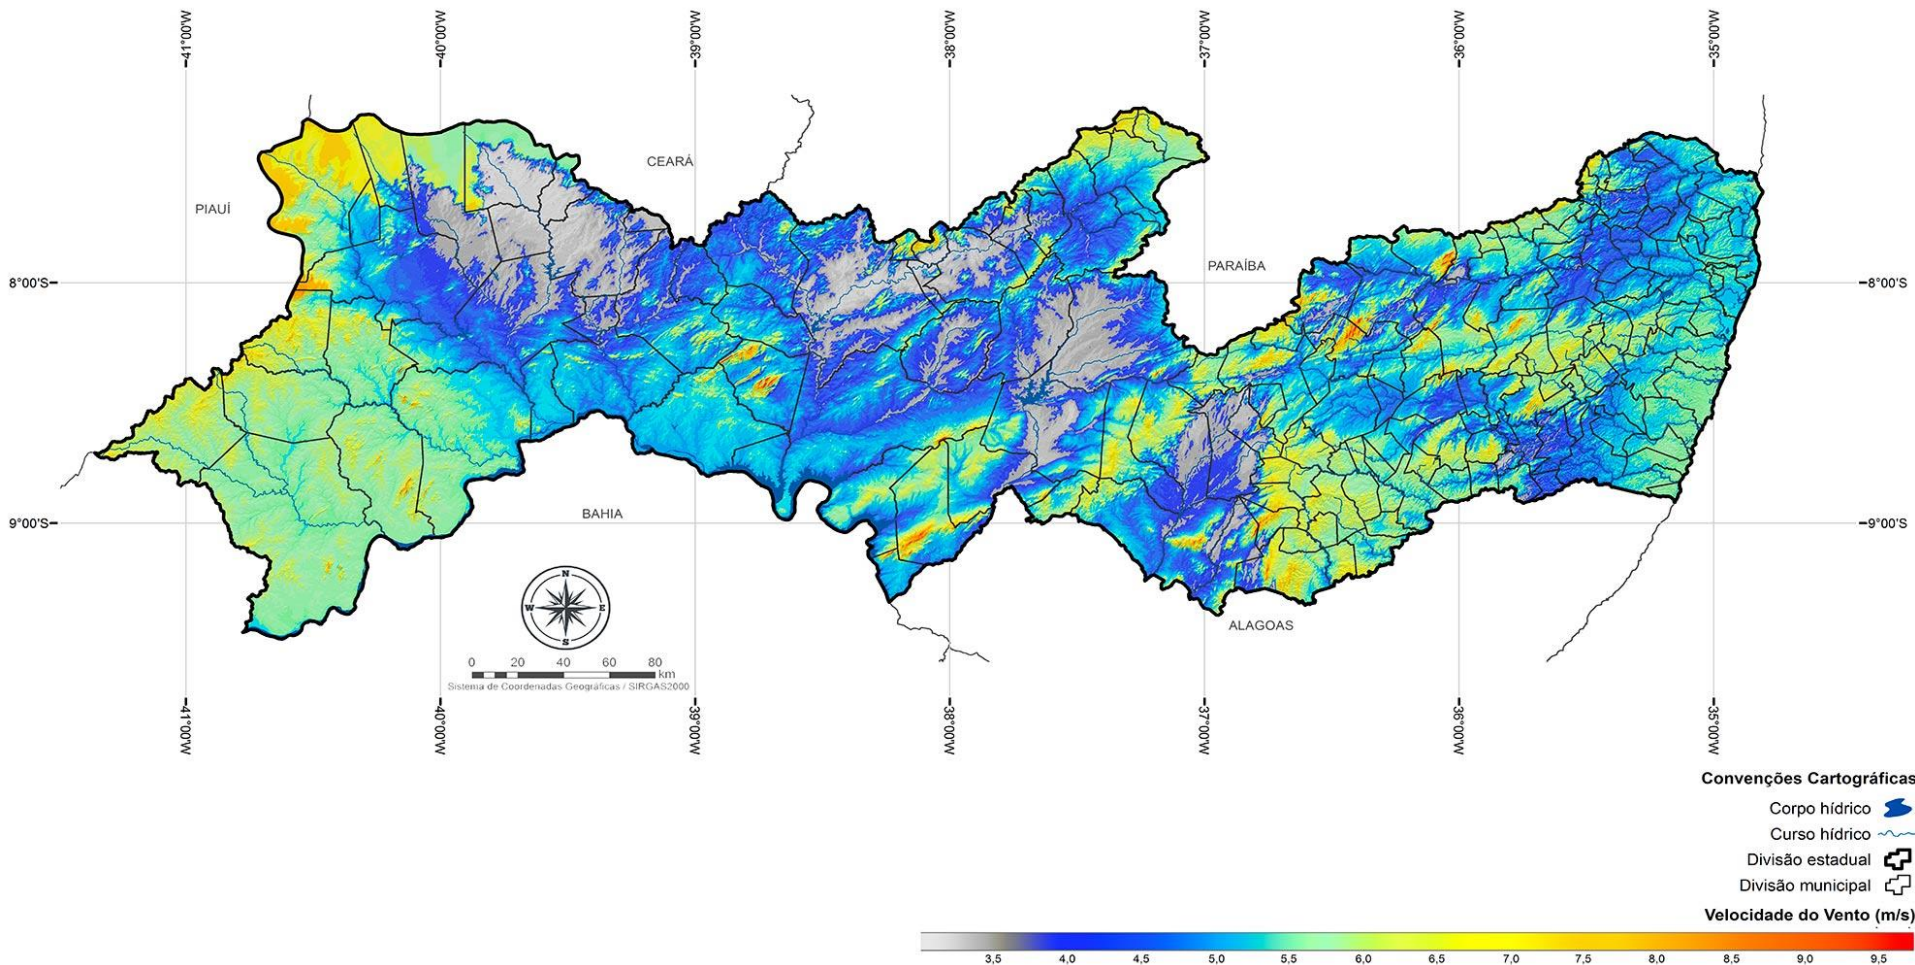 41°00'W 40°00'W 39°00'W 38°00'W 37°00'W 36°00'W 35°00'W
CEARÁ
PIAUÍ
PARAÍBA
8°00'S 8°00'S
BAHIA
9°00'S 9°00'S
N
W E
S
ALAGOAS
0 20 40 60 80 km
Sistema de Coordenadas Geográficas / SIRGAS2000
41°00'W 40°00'W 39°00'W 38°00'W 37°00'W 36°00'W 35°00'W
Convenções Cartográficas
Corpo hídrico
Curso hídrico
Divisão estadual
Divisão municipal
Velocidade do Vento (m/s)
3,5 4,0 4,5 5,0 5,5 6,0 6,5 7,0 7,5 8,0 8,5 9,0 9,5